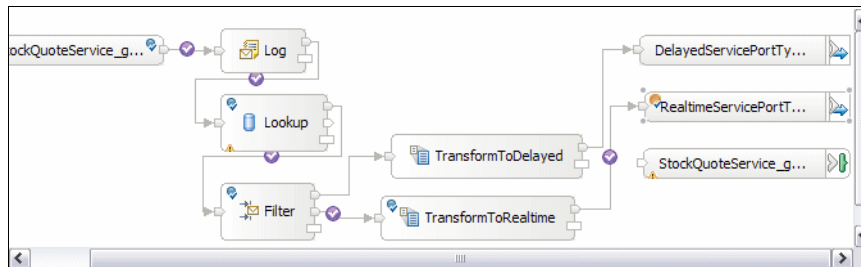 ockQuoteService_g...
Log
Lookup
Filter
TransformToDelayed
TransformToRealtime
DelayedServicePortTy...
RealtimeServicePortT...
StockQuoteService_g...